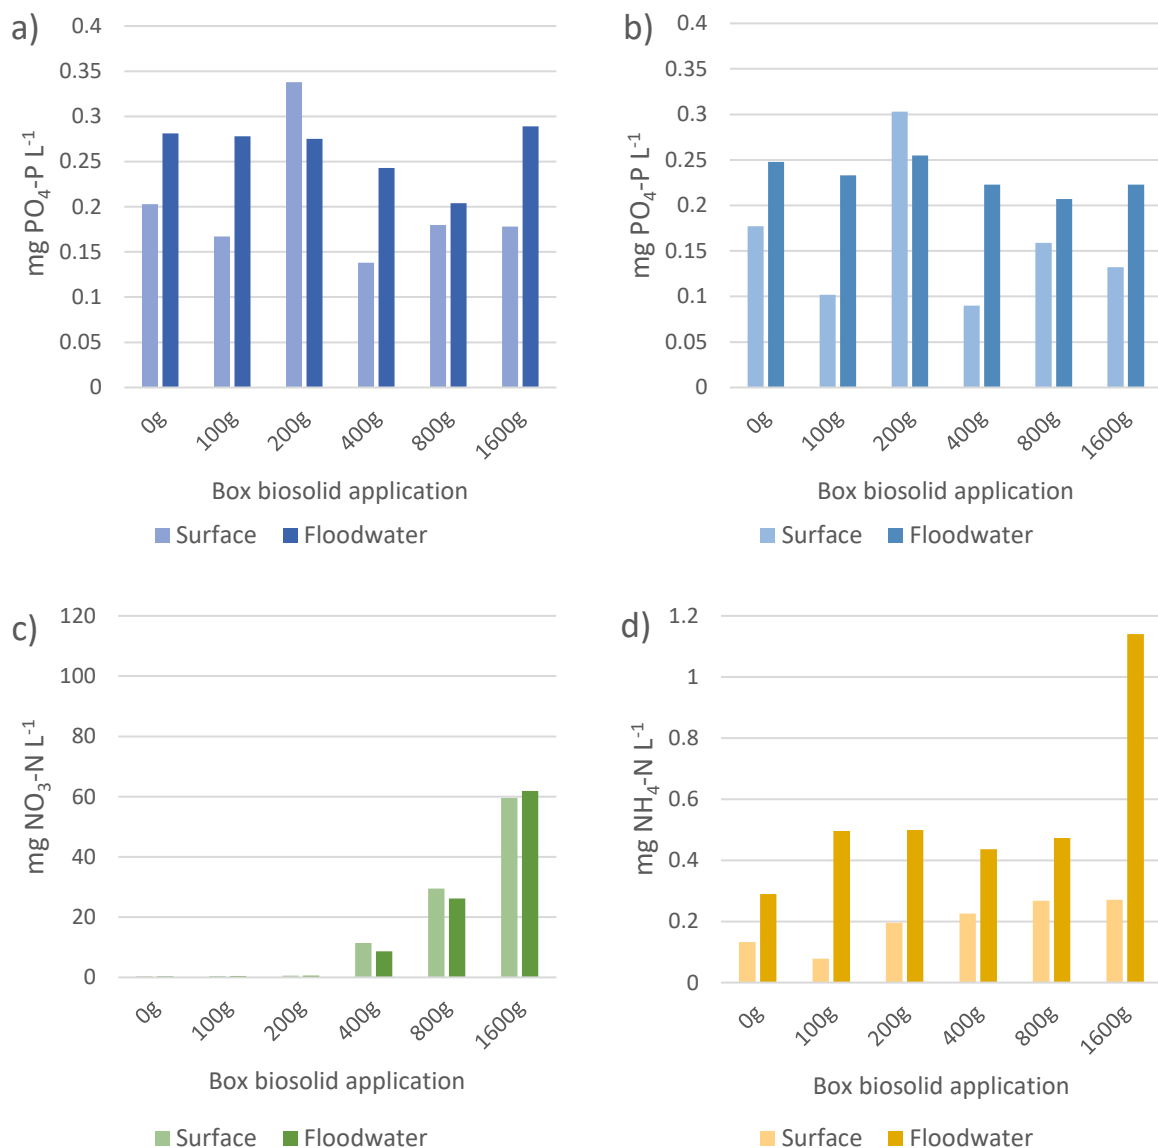 a)
mg PO4-P L-1
0.4
0.35
0.3
0.25
0.2
0.15
0.1
0.05
0
0g
100g
200g
400g
800g
1600g
Box biosolid application
Surface
Floodwater
b)
mg PO4-P L-1
0.4
0.35
0.3
0.25
0.2
0.15
0.1
0.05
0
0g
100g
200g
400g
800g
1600g
Box biosolid application
Surface
Floodwater
c)
mg NO3-N L-1
120
100
80
60
40
20
0
0g
100g
200g
400g
800g
1600g
Box biosolid application
Surface
Floodwater
d)
mg NH4-N L-1
1.2
1
0.8
0.6
0.4
0.2
0
0g
100g
200g
400g
800g
1600g
Box biosolid application
Surface
Floodwater